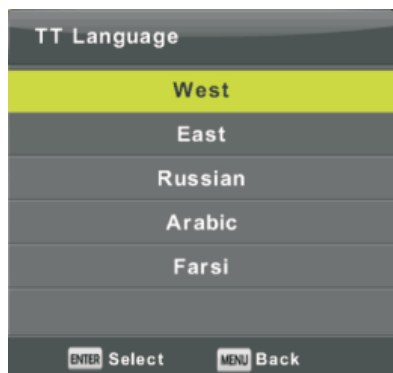 TT Language
West
East
Russian
Arabic
Farsi
ENTER Select MENU Back